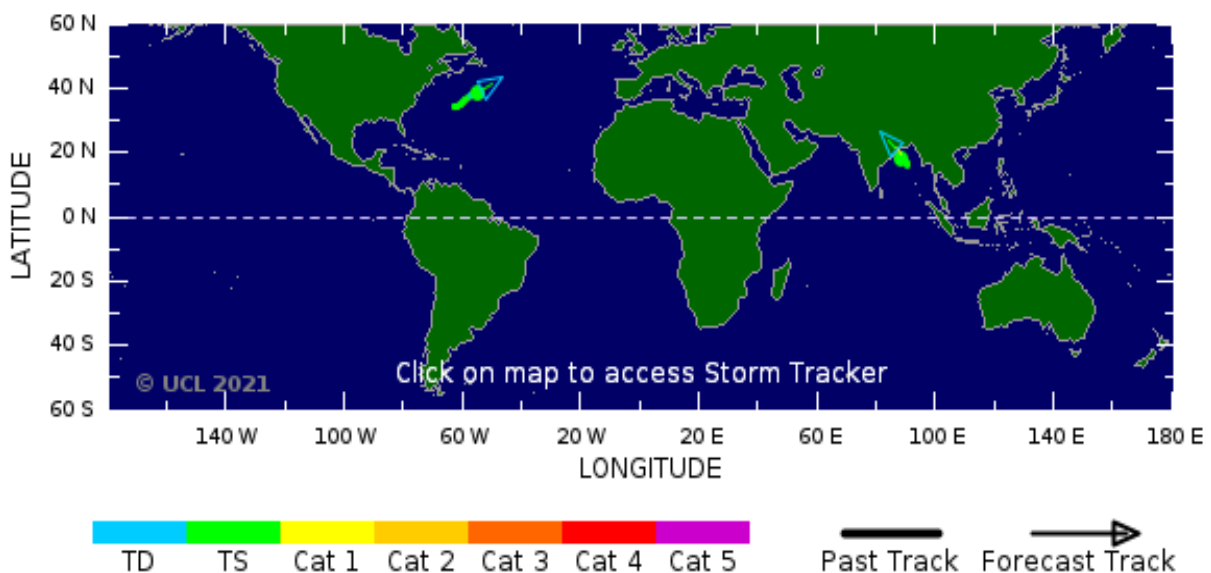 60 N
40 N
20 N
0 N
20 S
40 S
60 S
LATITUDE
Click on map to access Storm Tracker
© UCL 2021
140 W 100 W 60 W 20 W 20 E 60 E 100 E 140 E 180 E
LONGITUDE
TD TS Cat 1 Cat 2 Cat 3 Cat 4 Cat 5 Past Track Forecast Track